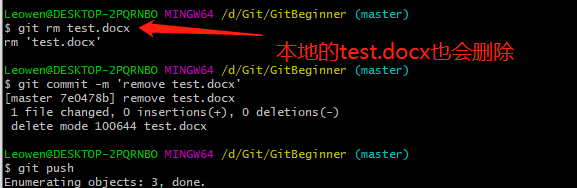 Leowen@DESKTOP-2PQRNBO MINGW64 /d/Git/GitBeginner (master)
$ git rm test.docx
rm 'test.docx'
本地的test.docx也会删除
Leowen@DESKTOP-2PQRNBO MINGW64 /d/Git/GitBeginner (master)
$ git commit -m 'remove test.docx'
[master 7e0478b] remove test.docx
 1 file changed, 0 insertions(+), 0 deletions(-)
 delete mode 100644 test.docx
Leowen@DESKTOP-2PQRNBO MINGW64 /d/Git/GitBeginner (master)
$ git push
Enumerating objects: 3, done.